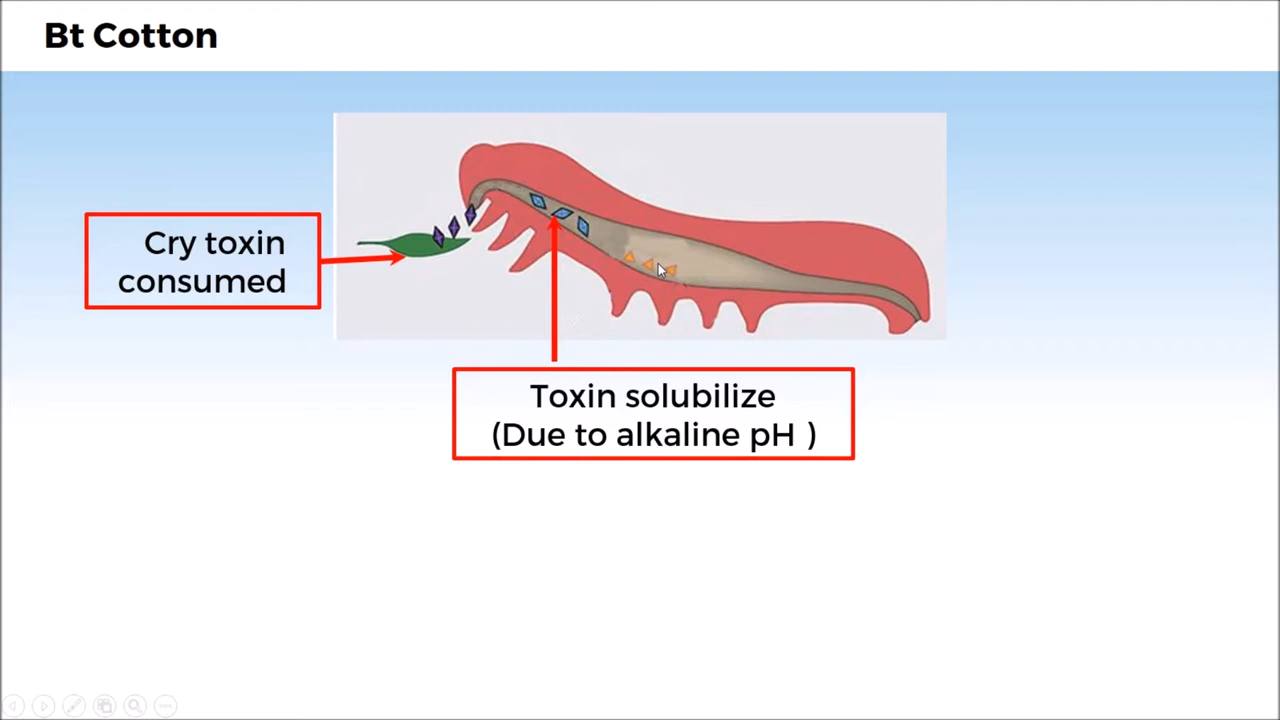 Bt Cotton
Cry toxin
consumed
Toxin solubilize
(Due to alkaline pH )